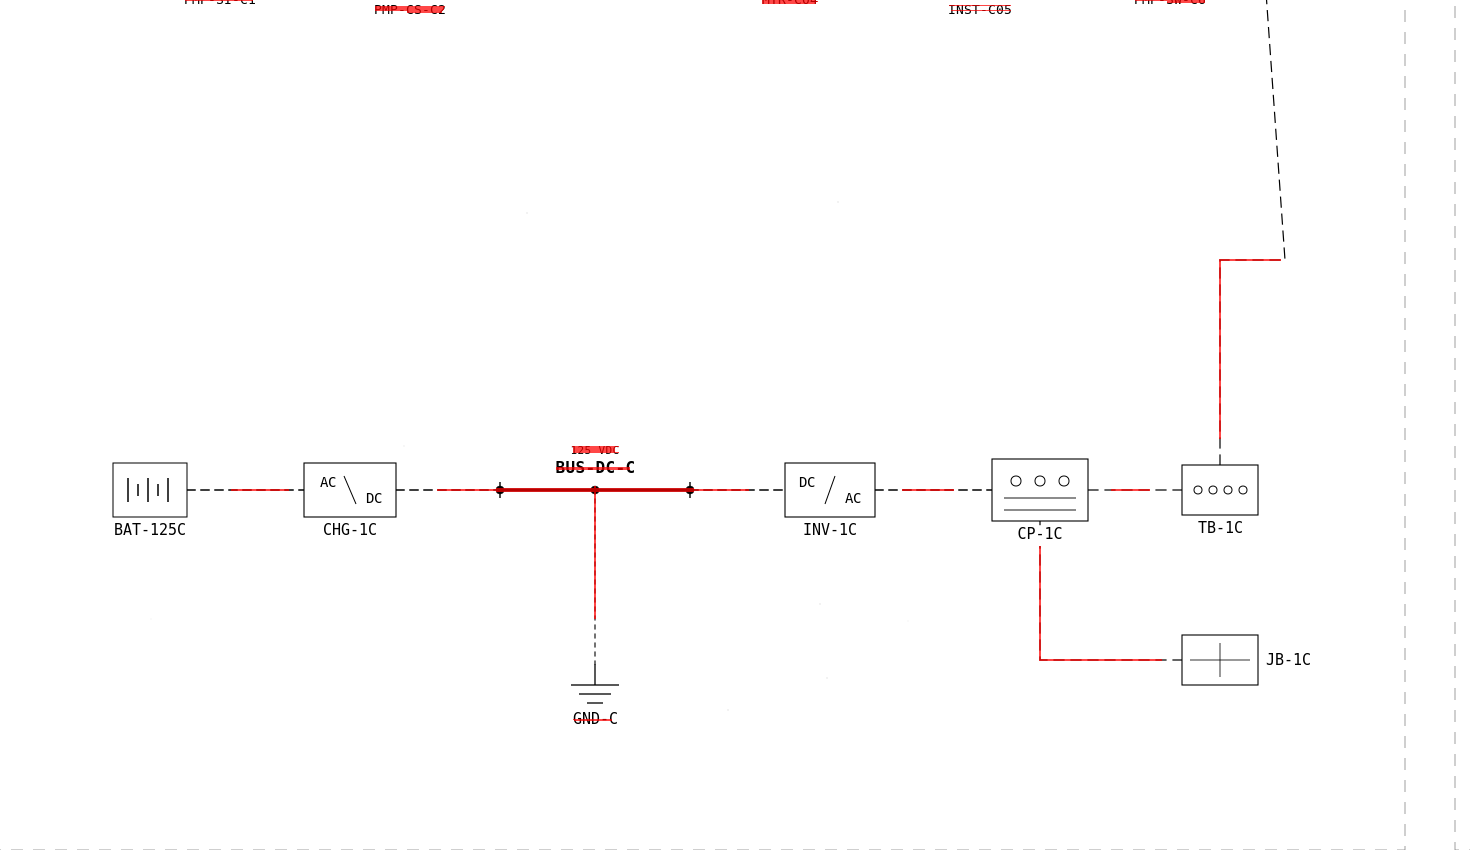 PMP-CS-C2
INST-C05
125 VDC
BUS-DC-C
AC
DC
DC
AC
BAT-125C
CHG-1C
INV-1C
CP-1C
TB-1C
JB-1C
GND-C